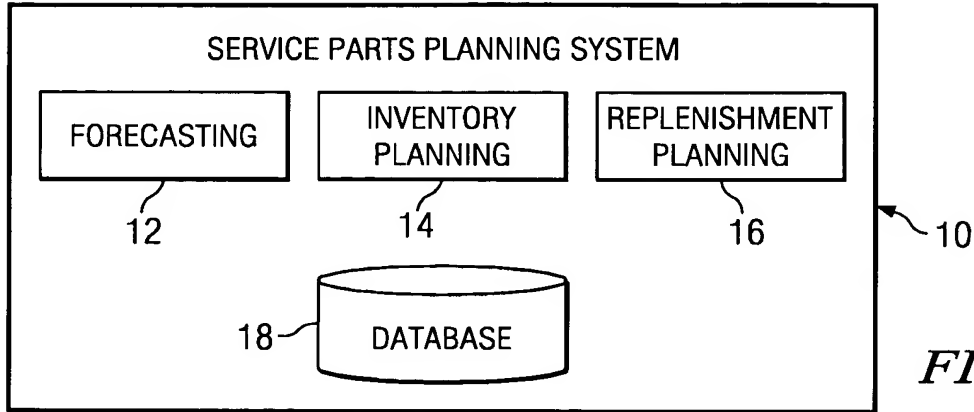 SERVICE PARTS PLANNING SYSTEM
FORECASTING
INVENTORY
PLANNING
REPLENISHMENT
PLANNING
12
14
16
10
18
DATABASE